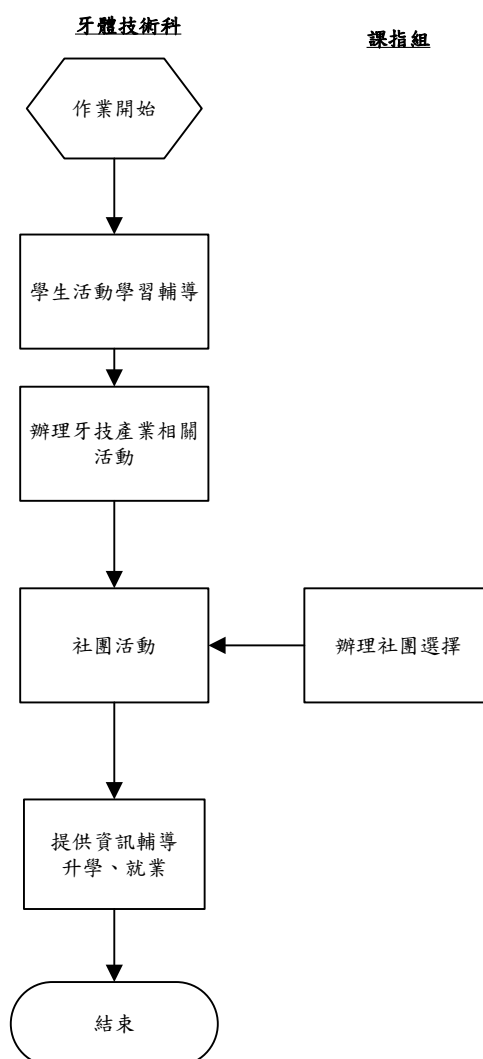 牙體技術科
課指組
作業開始
學生活動學習輔導
辦理牙技產業相關
活動
社團活動
辦理社團選擇
提供資訊輔導
升學、就業
結束